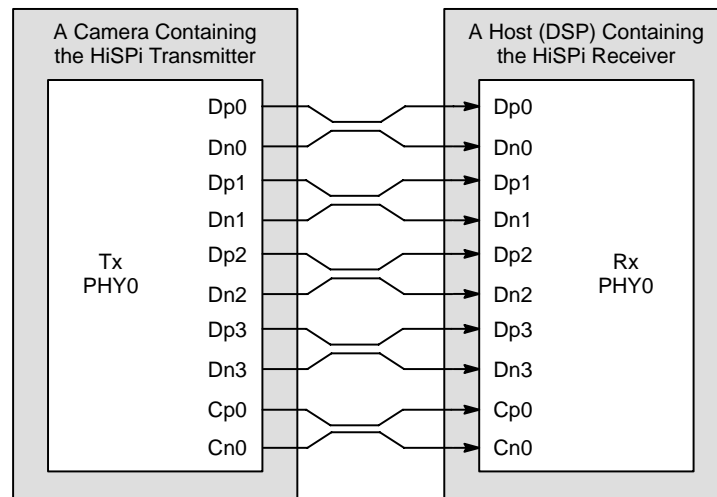 A Camera Containing
the HiSPi Transmitter
Tx
PHY0
Dp0
Dn0
Dp1
Dn1
Dp2
Dn2
Dp3
Dn3
Cp0
Cn0
A Host (DSP) Containing
the HiSPi Receiver
Dp0
Dn0
Dp1
Dn1
Dp2
Dn2
Dp3
Dn3
Cp0
Cn0
Rx
PHY0